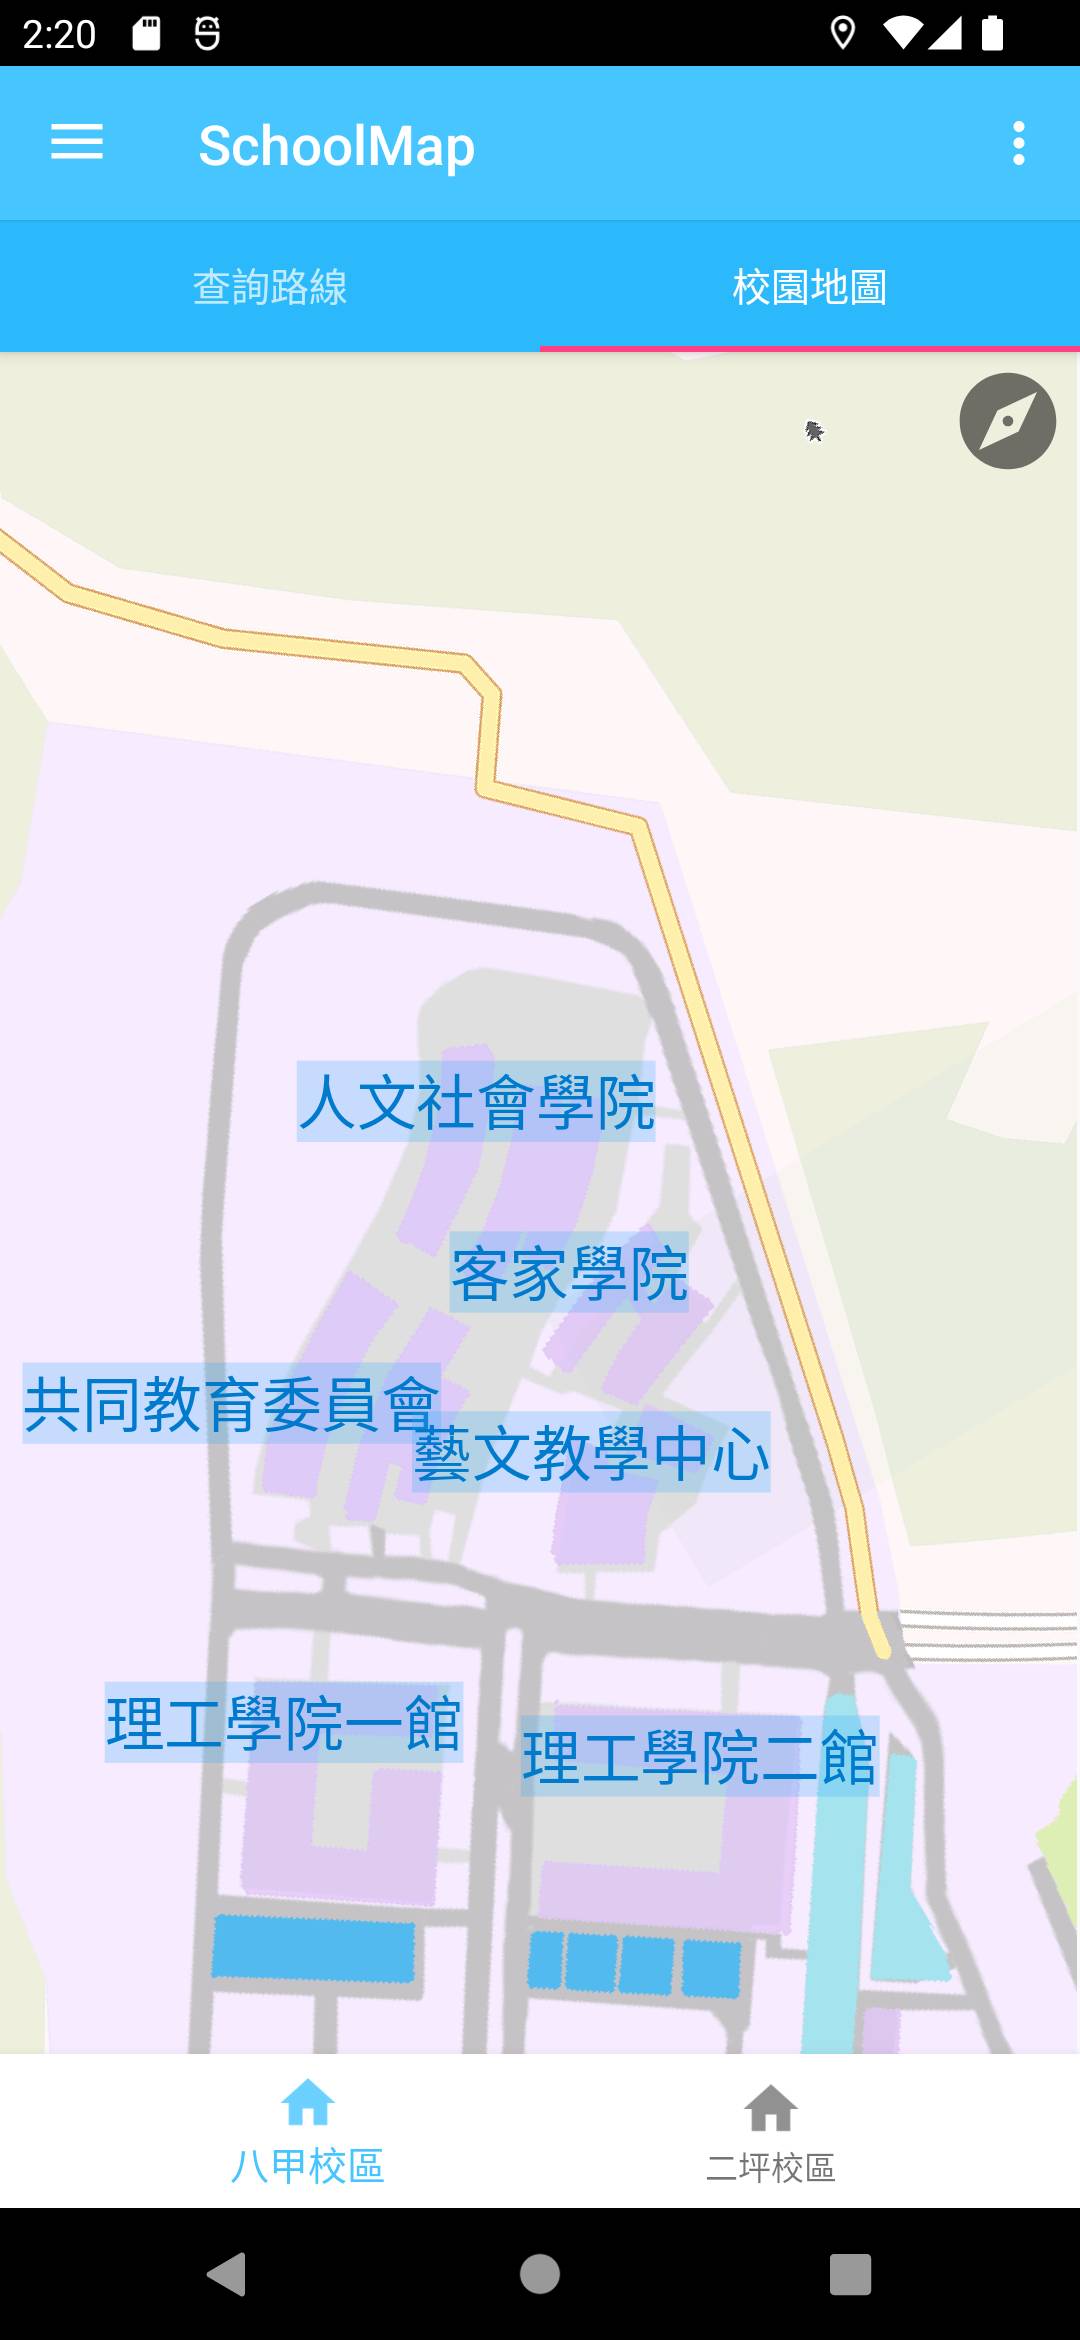 2:20
SchoolMap
查詢路線
校園地圖
人文社會學院
客家學院
共同教育委員會
藝文教學中心
理工學院一館
理工學院二館
八甲校區
二坪校區